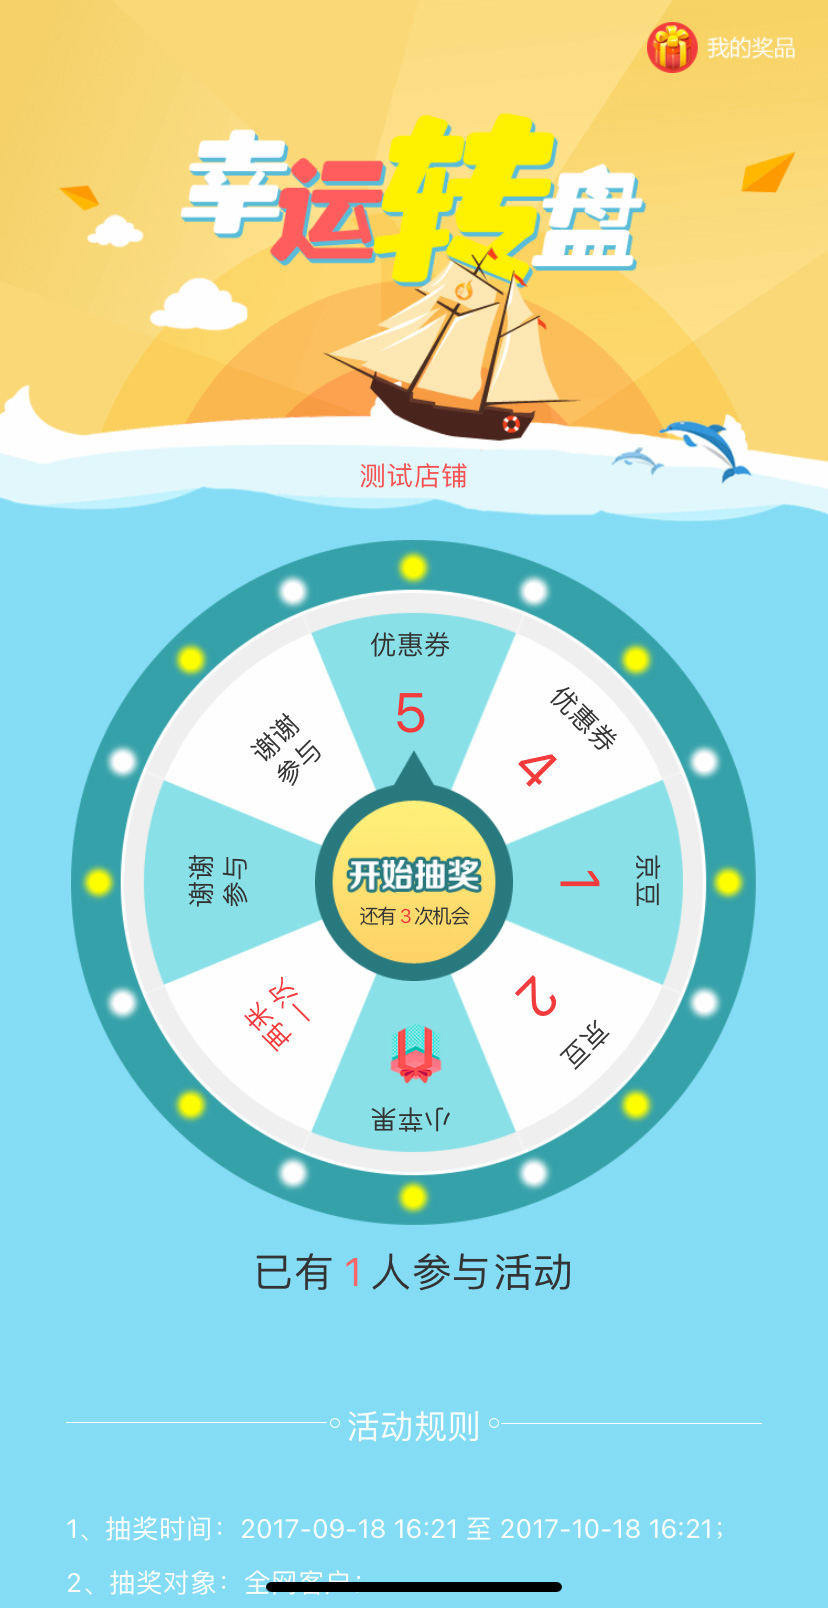 我的奖品
幸运转盘
测试店铺
优惠券
5
优惠券
4
京豆
1
京豆
2
小苹果
再来
一次
谢谢
参与
谢谢
参与
开始抽奖
还有3次机会
已有1人参与活动
活动规则
1、抽奖时间：2017-09-18 16:21 至 2017-10-18 16:21；
2、抽奖对象：全网客户；